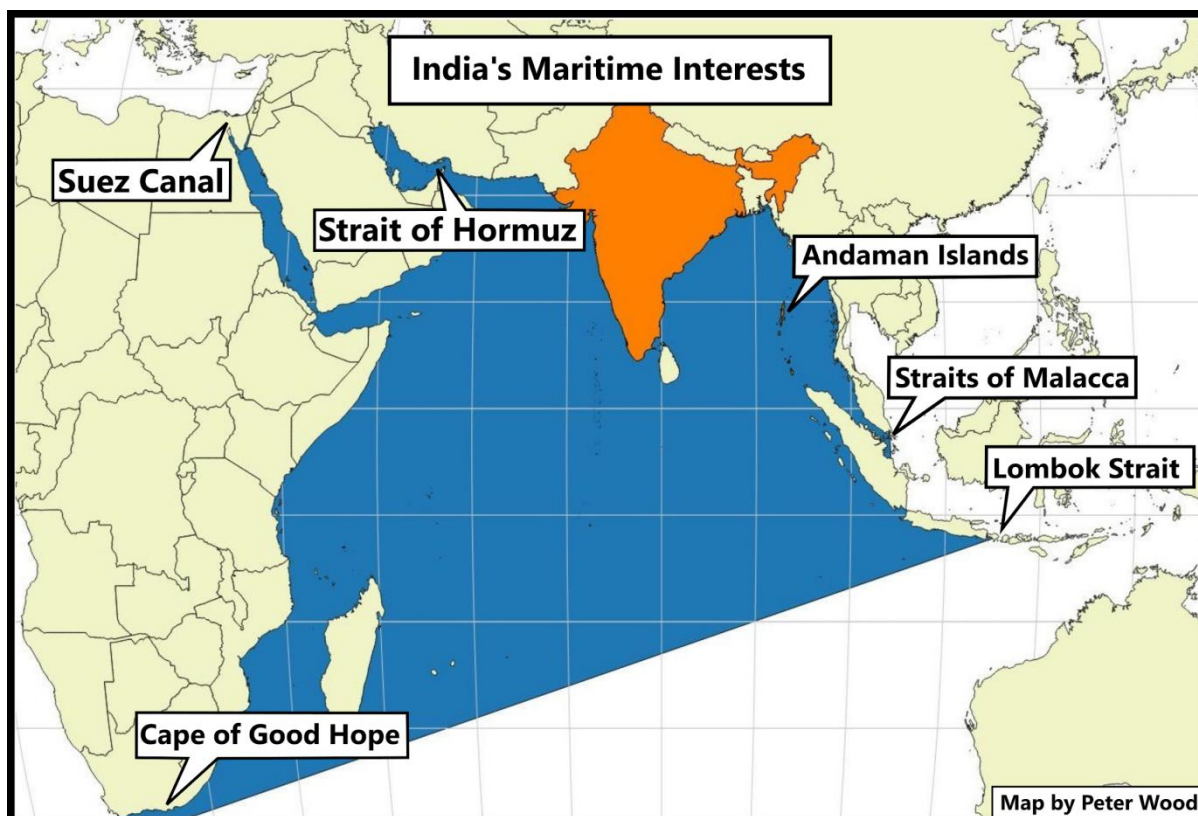 India's Maritime Interests
Suez Canal
Strait of Hormuz
Andaman Islands
Straits of Malacca
Lombok Strait
Cape of Good Hope
Map by Peter Wood